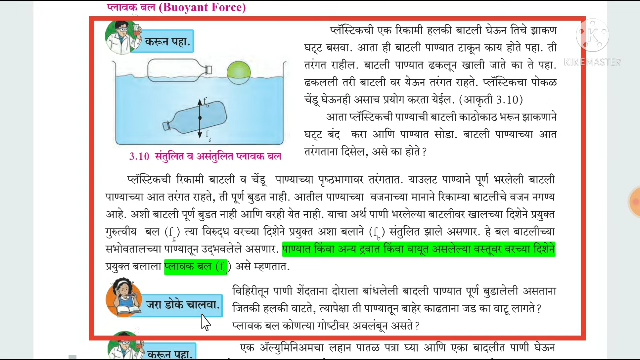 प्लावक बल (Buoyant Force)
करून पहा.
प्लॅस्टिकची एक रिकामी हलकी बाटली घेऊन तिचे झाकण
घट्ट बसवा. आता ही बाटली पाण्यात टाकून काय होते पहा. ती
तरंगत राहील. बाटली पाण्यात ढकलून खाली जाते का ते पहा.
ढकलली तरी बाटली वर येऊन तरंगत राहते. प्लॅस्टिकचा पोकळ
चेंडू घेऊनही असाच प्रयोग करता येईल. (आकृती 3.10)
आता प्लॅस्टिकची पाण्याची बाटली काठोकाठ भरून झाकणाने
घट्ट बंद करा आणि पाण्यात सोडा. बाटली पाण्याच्या आत
तरंगताना दिसेल, असे का होते?
3.10 संतुलित व असंतुलित प्लावक बल
प्लॅस्टिकची रिकामी बाटली व चेंडू पाण्याच्या पृष्ठभागावर तरंगतात. याउलट पाण्याने पूर्ण भरलेली बाटली
पाण्याच्या आत तरंगत राहते, ती पूर्ण बुडत नाही. आतील पाण्याच्या वजनाच्या मानाने रिकाम्या बाटलीचे वजन नगण्य
आहे. अशी बाटली पूर्ण बुडत नाही आणि वरही येत नाही. याचा अर्थ पाणी भरलेल्या बाटलीवर खालच्या दिशेने प्रयुक्त
गुरुत्वीय बल (f) त्या विरुद्ध वरच्या दिशेने प्रयुक्त अशा बलाने (f) संतुलित झाले असणार. हे बल बाटलीच्या
सभोवतालच्या पाण्यातून उद्भवलेले असणार. पाण्यात किंवा अन्य द्रवात किंवा वायूत असलेल्या वस्तूवर वरच्या दिशेने
प्रयुक्त बलाला प्लावक बल (f) असे म्हणतात.
जरा डोके चालवा.
विहिरीतून पाणी शेंदताना दोराला बांधलेली बादली पाण्यात पूर्ण बुडालेली असताना
जितकी हलकी वाटते, त्यापेक्षा ती पाण्यातून बाहेर काढताना जड का वाटू लागते?
प्लावक बल कोणत्या गोष्टींवर अवलंबून असते?
करून पहा.
एक अ‍ॅल्युमिनिअमचा लहान पातळ पत्रा घ्या आणि एका बादलीत पाणी घेऊन
KINEMASTER